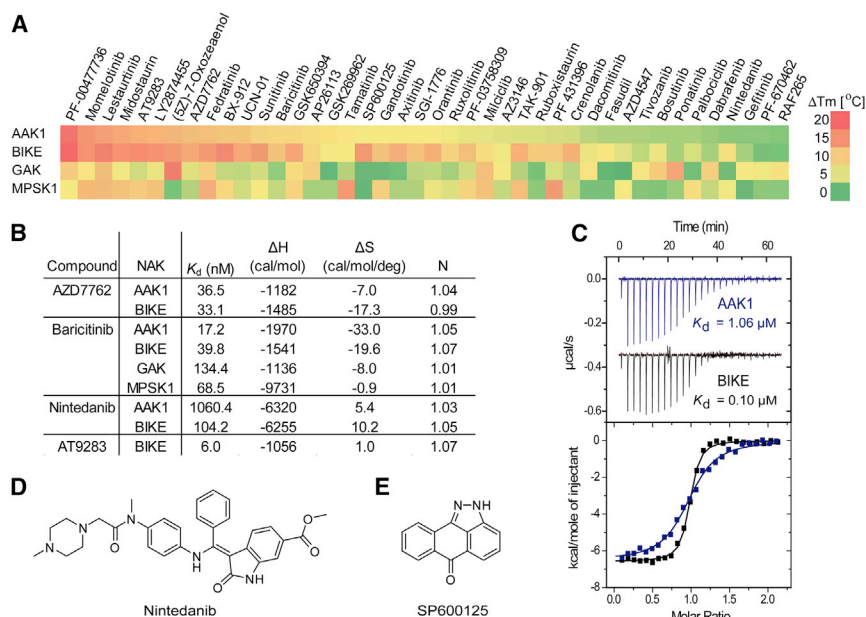 A
PF-00477736
Momelotinib
Lestaurtinib
Midostaurin
AT9283
LY2874455
(5Z)-7-Oxozeaenol
AZD7762
Fedratinib
BX-912
UCN-01
Sunitinib
Baricitinib
GSK650394
AP26113
GSK269962
Tamatinib
SP600125
Gandotinib
Axitinib
SGI-1776
Orantinib
Ruxolitinib
PF-03758309
Milciclib
AZ3146
TAK-901
Ruboxistaurin
PF 431396
Crenolanib
Dacomitinib
Fasudil
AZD4547
Tivozanib
Bosutinib
Ponatinib
Palbociclib
Dabrafenib
Nintedanib
Gefitinib
PF-670462
RAF265
ΔTm [°C]
20
15
10
5
0
AAK1
BIKE
GAK
MPSK1
B
Compound NAK Kd (nM) ΔH (cal/mol) ΔS (cal/mol/deg) N
AZD7762 AAK1 36.5 -1182 -7.0 1.04
BIKE 33.1 -1485 -17.3 0.99
Baricitinib AAK1 17.2 -1970 -33.0 1.05
BIKE 39.8 -1541 -19.6 1.07
GAK 134.4 -1136 -8.0 1.01
MPSK1 68.5 -9731 -0.9 1.01
Nintedanib AAK1 1060.4 -6320 5.4 1.03
BIKE 104.2 -6255 10.2 1.05
AT9283 BIKE 6.0 -1056 1.0 1.07
C
Time (min)
0 20 40 60
0.0
-0.2
-0.4
-0.6
µcal/s
AAK1
Kd = 1.06 µM
BIKE
Kd = 0.10 µM
0
-2
-4
-6
-8
kcal/mole of injectant
0.0 0.5 1.0 1.5 2.0
Molar Ratio
D
N
N
O
N
N
H
O
N
H
O
O
Nintedanib
E
N
NH
O
SP600125